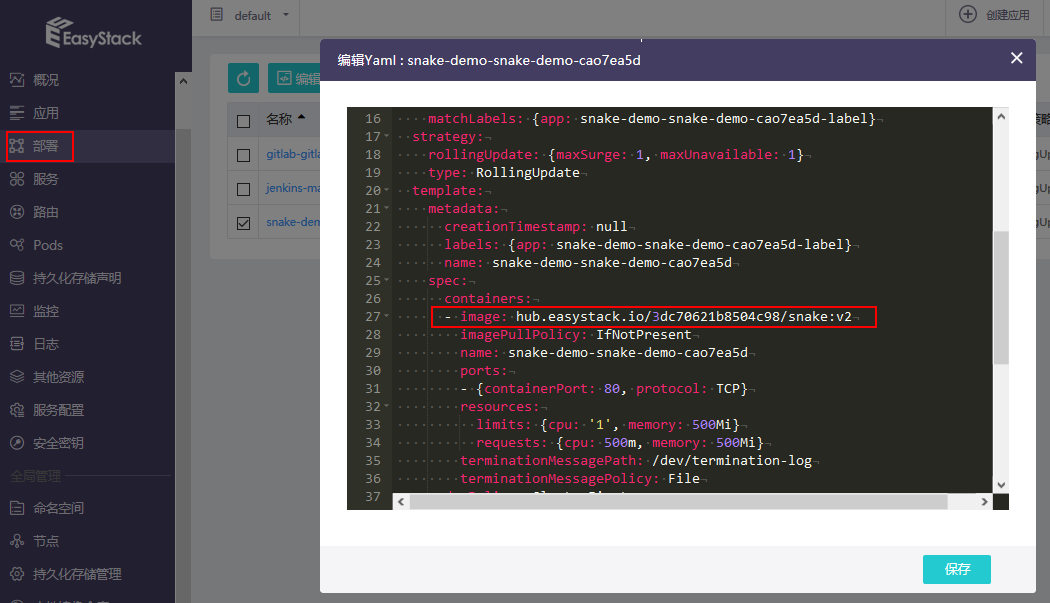 EasyStack
default
创建应用
概况
应用
部署
服务
路由
Pods
持久化存储声明
监控
日志
其他资源
服务配置
安全密钥
全局管理
命名空间
节点
持久化存储管理
编辑
名称
gitlab-gitla
jenkins-ma
snake-dem
编辑Yaml : snake-demo-snake-demo-cao7ea5d
16 matchLabels: {app: snake-demo-snake-demo-cao7ea5d-label}
17 strategy:
18 rollingUpdate: {maxSurge: 1, maxUnavailable: 1}
19 type: RollingUpdate
20 template:
21 metadata:
22 creationTimestamp: null
23 labels: {app: snake-demo-snake-demo-cao7ea5d-label}
24 name: snake-demo-snake-demo-cao7ea5d
25 spec:
26 containers:
27 - image: hub.easystack.io/3dc70621b8504c98/snake:v2
28 imagePullPolicy: IfNotPresent
29 name: snake-demo-snake-demo-cao7ea5d
30 ports:
31 - {containerPort: 80, protocol: TCP}
32 resources:
33 limits: {cpu: '1', memory: 500Mi}
34 requests: {cpu: 500m, memory: 500Mi}
35 terminationMessagePath: /dev/termination-log
36 terminationMessagePolicy: File
37
保存